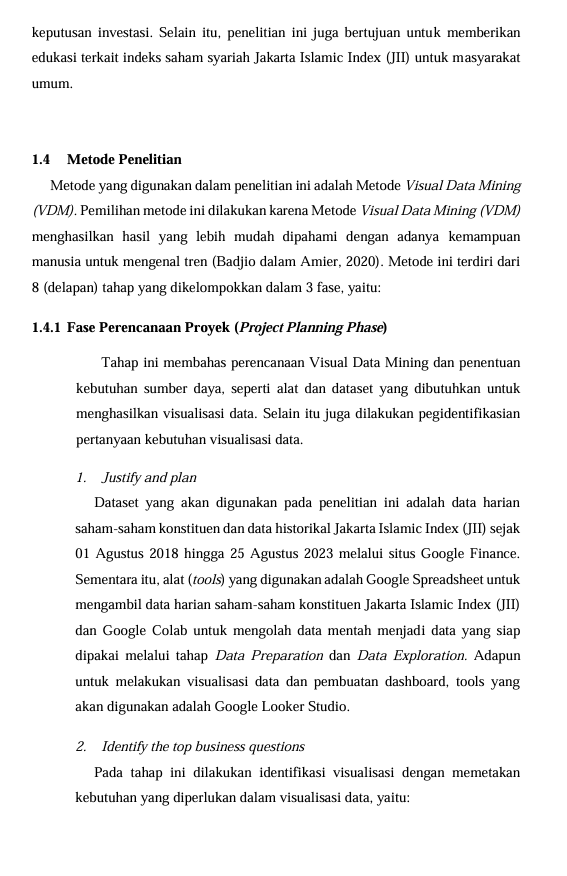 keputusan investasi. Selain itu, penelitian ini juga bertujuan untuk memberikan
edukasi terkait indeks saham syariah Jakarta Islamic Index (JII) untuk masyarakat
umum.
1.4 Metode Penelitian
Metode yang digunakan dalam penelitian ini adalah Metode Visual Data Mining
(VDM). Pemilihan metode ini dilakukan karena Metode Visual Data Mining (VDM)
menghasilkan hasil yang lebih mudah dipahami dengan adanya kemampuan
manusia untuk mengenal tren (Badjio dalam Amier, 2020). Metode ini terdiri dari
8 (delapan) tahap yang dikelompokkan dalam 3 fase, yaitu:
1.4.1 Fase Perencanaan Proyek (Project Planning Phase)
Tahap ini membahas perencanaan Visual Data Mining dan penentuan
kebutuhan sumber daya, seperti alat dan dataset yang dibutuhkan untuk
menghasilkan visualisasi data. Selain itu juga dilakukan pegidentifikasian
pertanyaan kebutuhan visualisasi data.
1. Justify and plan
Dataset yang akan digunakan pada penelitian ini adalah data harian
saham-saham konstituen dan data historikal Jakarta Islamic Index (JII) sejak
01 Agustus 2018 hingga 25 Agustus 2023 melalui situs Google Finance.
Sementara itu, alat (tools) yang digunakan adalah Google Spreadsheet untuk
mengambil data harian saham-saham konstituen Jakarta Islamic Index (JII)
dan Google Colab untuk mengolah data mentah menjadi data yang siap
dipakai melalui tahap Data Preparation dan Data Exploration. Adapun
untuk melakukan visualisasi data dan pembuatan dashboard, tools yang
akan digunakan adalah Google Looker Studio.
2. Identify the top business questions
Pada tahap ini dilakukan identifikasi visualisasi dengan memetakan
kebutuhan yang diperlukan dalam visualisasi data, yaitu: